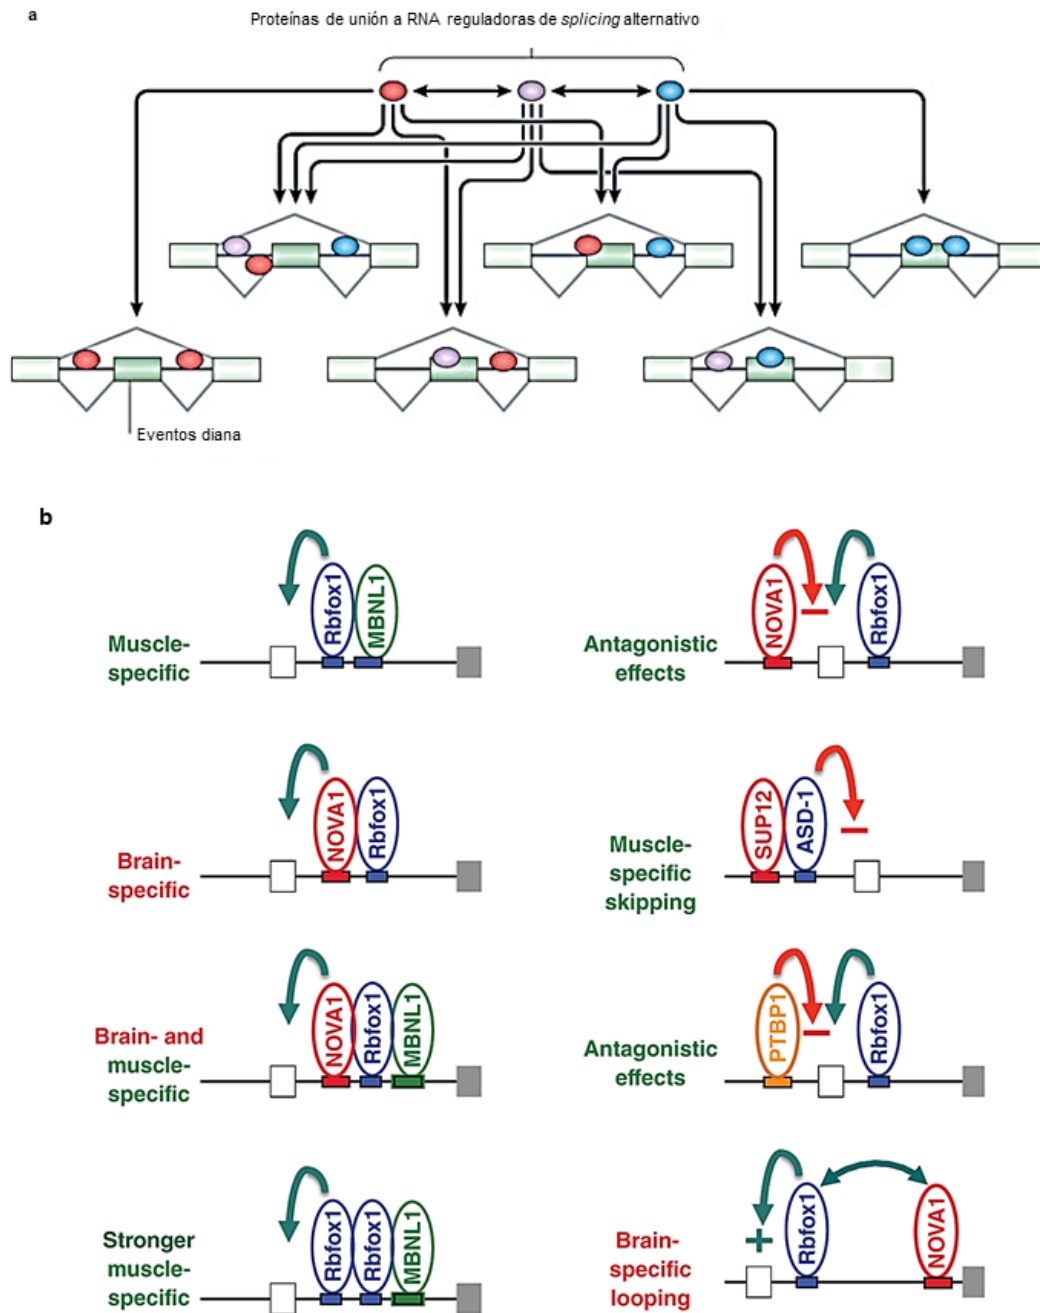 a
Proteínas de unión a RNA reguladoras de splicing alternativo
Eventos diana
b
Muscle-
specific
Rbfox1
MBNL1
Antagonistic
effects
NOVA1
Rbfox1
Brain-
specific
NOVA1
Rbfox1
Muscle-
specific
skipping
SUP12
ASD-1
Brain- and
muscle-
specific
NOVA1
Rbfox1
MBNL1
Antagonistic
effects
PTBP1
Rbfox1
Stronger
muscle-
specific
Rbfox1
Rbfox1
MBNL1
Brain-
specific
looping
+
Rbfox1
NOVA1